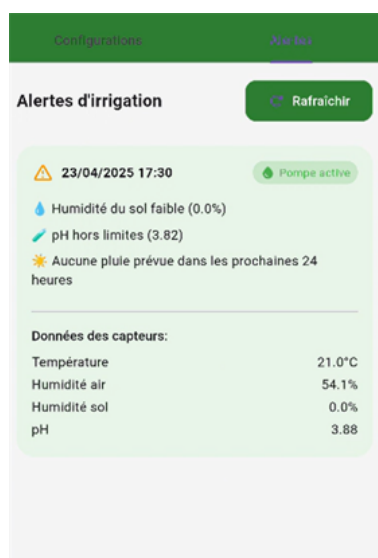 Configurations
Alertes
Alertes d'irrigation
Rafraîchir
23/04/2025 17:30
Pompe active
Humidité du sol faible (0.0%)
pH hors limites (3.82)
Aucune pluie prévue dans les prochaines 24
heures
Données des capteurs:
Température 21.0°C
Humidité air 54.1%
Humidité sol 0.0%
pH 3.88